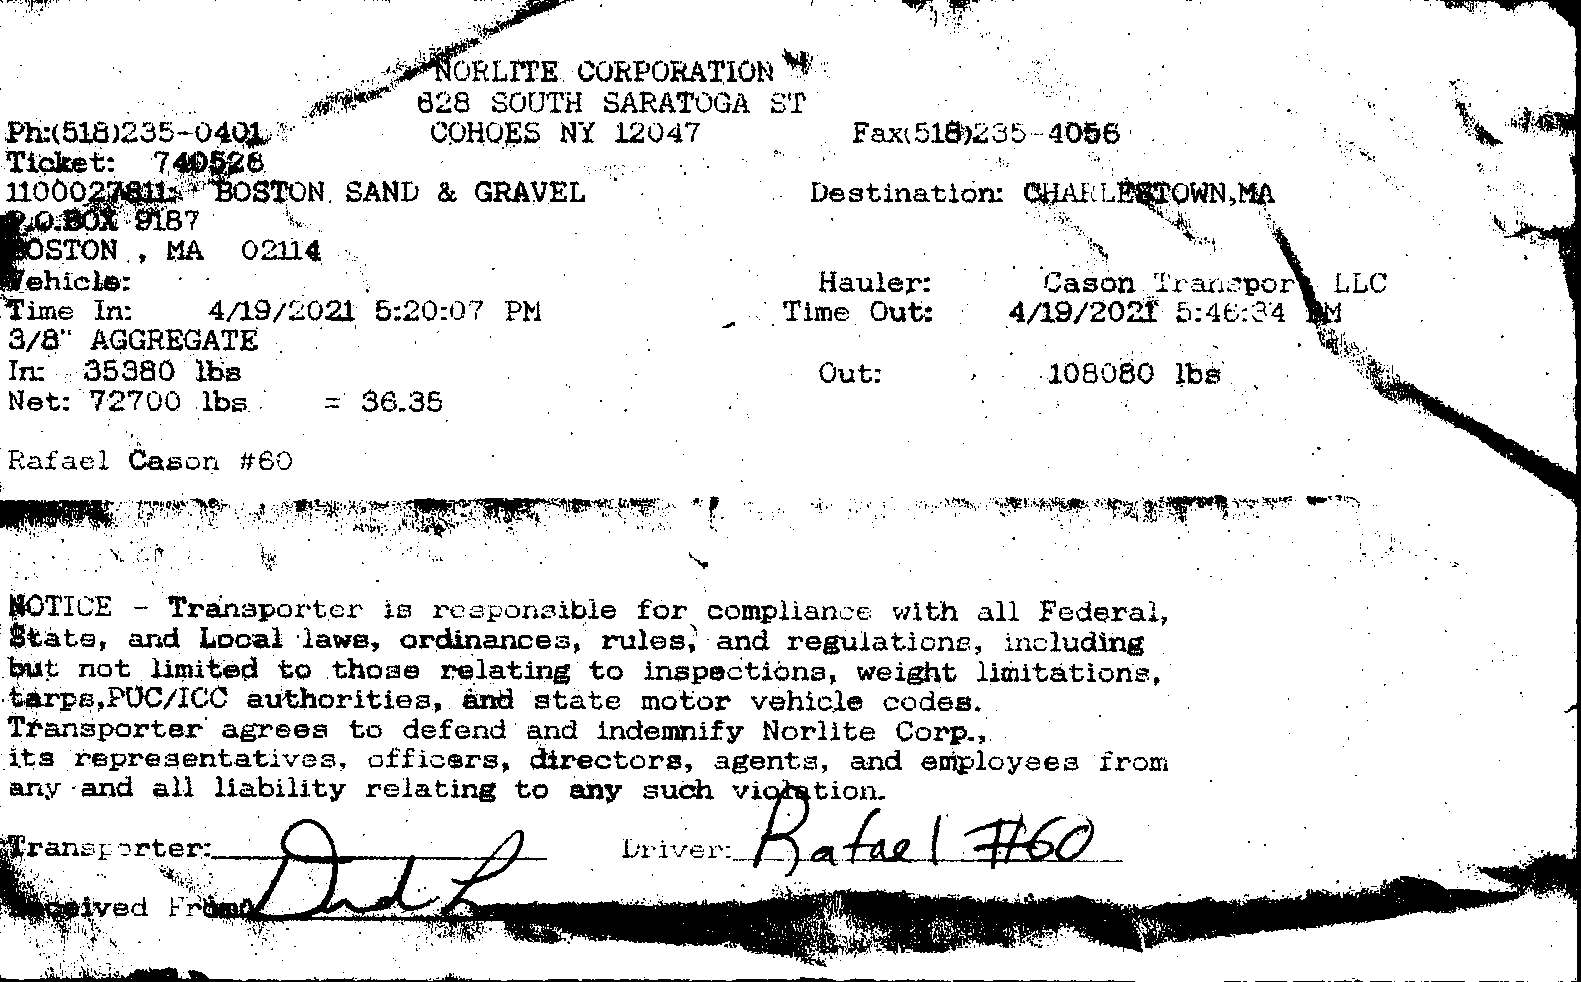 NORLITE CORPORATION
628 SOUTH SARATOGA ST
Ph:(518)235-0401 COHOES NY 12047 Fax(518)235-4056
Ticket: 740526
1100027811: BOSTON SAND & GRAVEL Destination: CHARLESTOWN,MA
P.O.BOX 9187
BOSTON , MA 02114
Vehicle: Hauler: Cason Transport LLC
Time In: 4/19/2021 5:20:07 PM Time Out: 4/19/2021 5:46:34 PM
3/8" AGGREGATE
In: 35380 lbs Out: 108080 lbs
Net: 72700 lbs = 36.35
Rafael Cason #60
NOTICE - Transporter is responsible for compliance with all Federal,
State, and Local laws, ordinances, rules, and regulations, including
but not limited to those relating to inspections, weight limitations,
tarps,PUC/ICC authorities, and state motor vehicle codes.
Transporter agrees to defend and indemnify Norlite Corp.,
its representatives, officers, directors, agents, and employees from
any and all liability relating to any such violation.
Transporter: Driver: Rafael #60
Received From